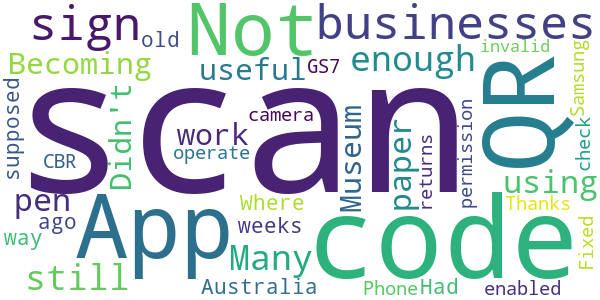 sign
old
Not
businesses
Becoming
useful
GS7
enough
invalid
supposed
CBR
Didn't
scan
work
camera
operate
Museum
paper
returns
permission
QR
Samsung
check
pen
ago
way
still
App
Where
weeks
Many
Australia
code
Phone
Had
using
Thanks
enabled
Fixed